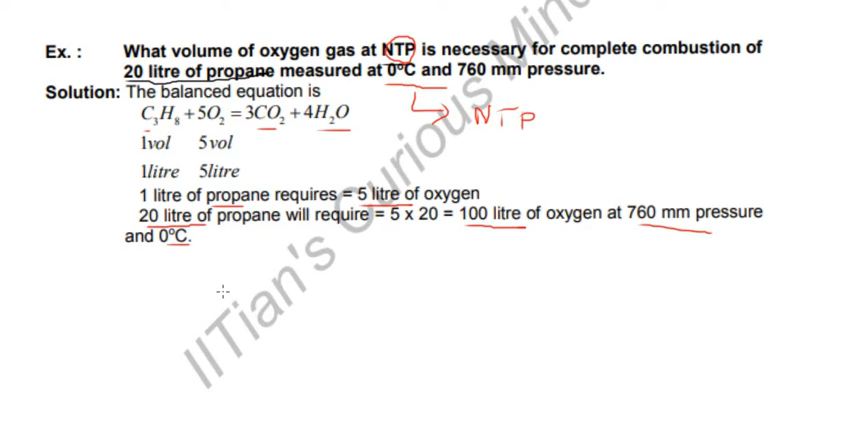 Ex. : What volume of oxygen gas at NTP is necessary for complete combustion of
20 litre of propane measured at 0°C and 760 mm pressure.
Solution: The balanced equation is
C₃H₈ + 5O₂ = 3CO₂ + 4H₂O
NTP
1vol 5vol
1litre 5litre
1 litre of propane requires = 5 litre of oxygen
20 litre of propane will require = 5 x 20 = 100 litre of oxygen at 760 mm pressure
and 0°C.
IITian's Curious Mind